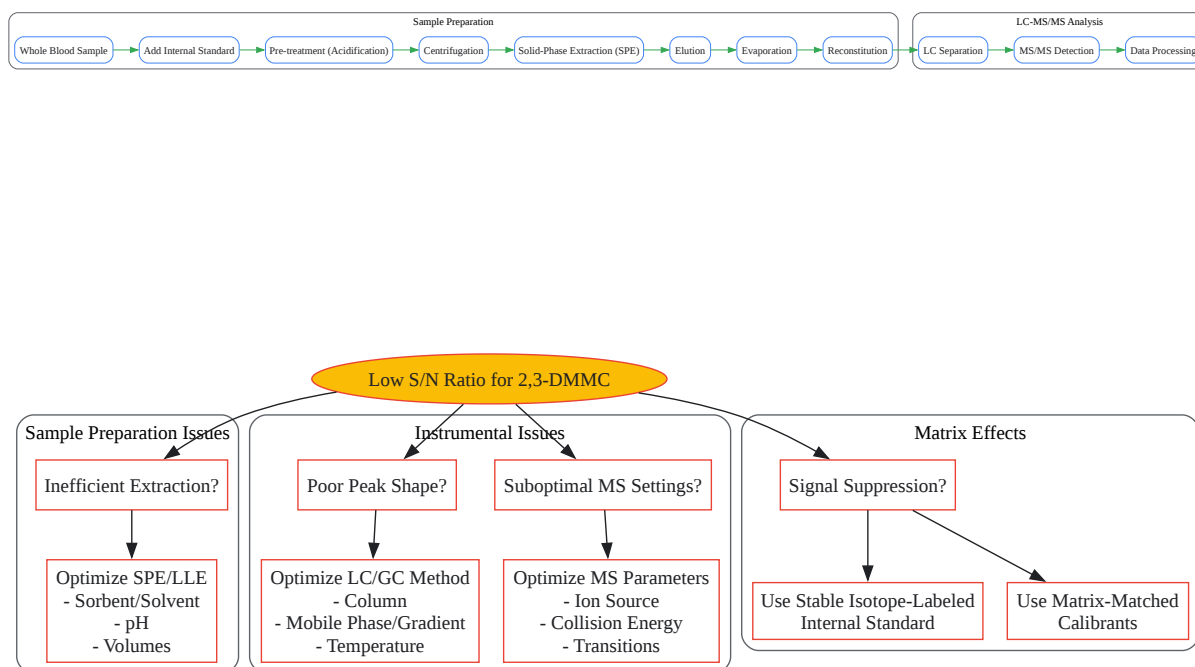 Sample Preparation
LC-MS/MS Analysis
Whole Blood Sample
Add Internal Standard
Pre-treatment (Acidification)
Centrifugation
Solid-Phase Extraction (SPE)
Elution
Evaporation
Reconstitution
LC Separation
MS/MS Detection
Data Processing
Low S/N Ratio for 2,3-DMMC
Sample Preparation Issues
Inefficient Extraction?
Optimize SPE/LLE
- Sorbent/Solvent
- pH
- Volumes
Instrumental Issues
Poor Peak Shape?
Optimize LC/GC Method
- Column
- Mobile Phase/Gradient
- Temperature
Suboptimal MS Settings?
Optimize MS Parameters
- Ion Source
- Collision Energy
- Transitions
Matrix Effects
Signal Suppression?
Use Stable Isotope-Labeled
Internal Standard
Use Matrix-Matched
Calibrants